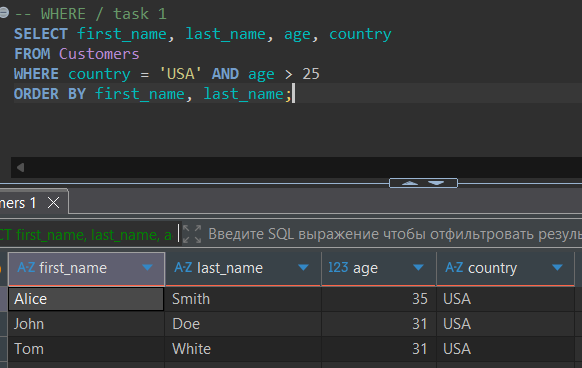 -- WHERE / task 1
SELECT first_name, last_name, age, country
FROM Customers
WHERE country = 'USA' AND age > 25
ORDER BY first_name, last_name;
mers 1
CT first_name, last_name, a Введите SQL выражение чтобы отфильтровать резуль
A-Z first_name A-Z last_name 123 age A-Z country
Alice Smith 35 USA
John Doe 31 USA
Tom White 31 USA